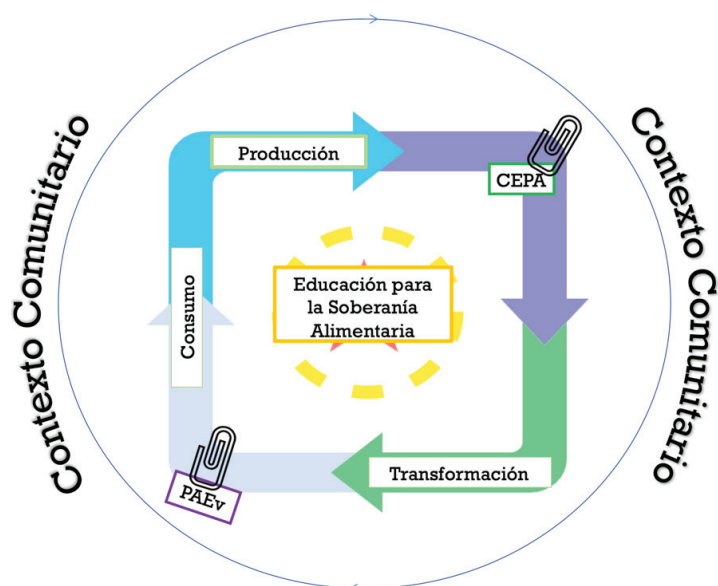 Contexto Comunitario
Contexto Comunitario
Producción
CEPA
Consumo
Educación para
la Soberanía
Alimentaria
PAEv
Transformación